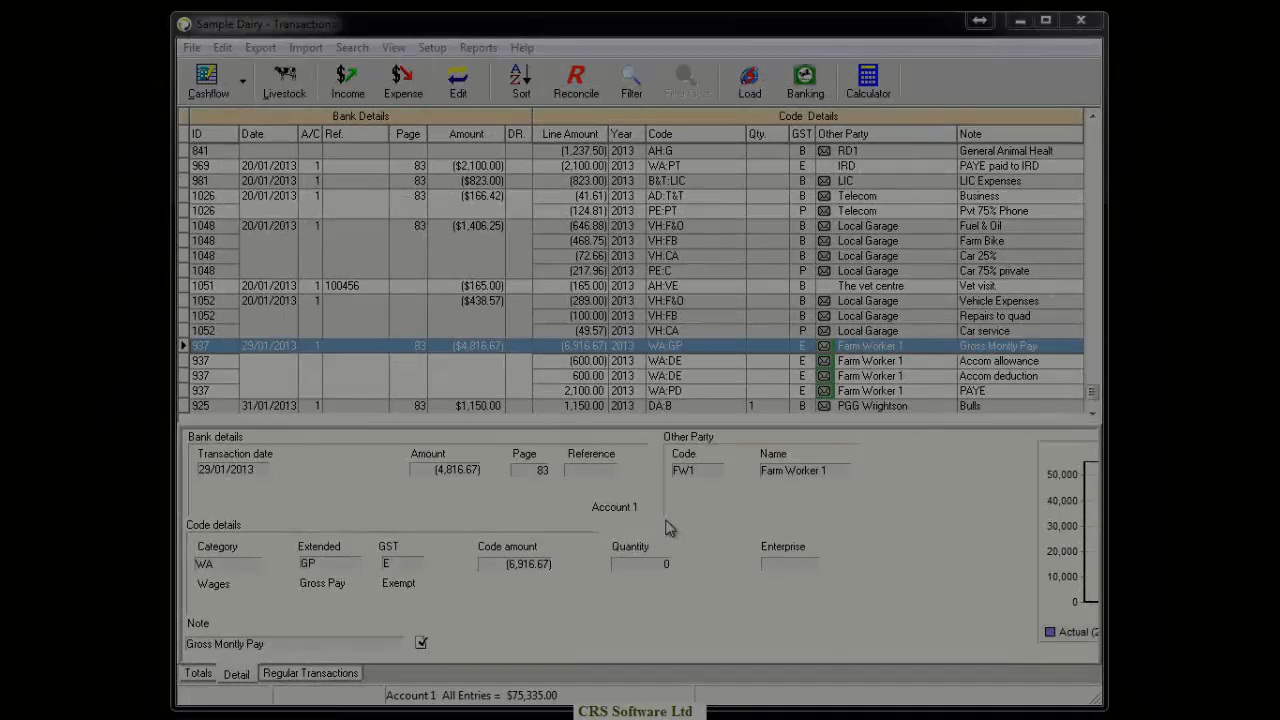 Sample Dairy - Transactions
File Edit Export Import Search View Setup Reports Help
Cashflow Livestock Income Expense Edit Sort Reconcile Filter Load Banking Calculator
Bank Details Code Details
ID Date A/C Ref. Page Amount DR. Line Amount Year Code Qty. GST Other Party Note
841 (1,237.50) 2013 AH:G B RD1 General Animal Healt
969 20/01/2013 1 83 ($2,100.00) (2,100.00) 2013 WA:PT E IRD PAYE paid to IRD
981 20/01/2013 1 83 ($823.00) (823.00) 2013 B&T:LIC B LIC LIC Expenses
1026 20/01/2013 1 83 ($166.42) (41.61) 2013 AD:T&T B Telecom Business
1026 (124.81) 2013 PE:PT P Telecom Pvt 75% Phone
1048 20/01/2013 1 83 ($1,406.25) (646.88) 2013 VH:F&O B Local Garage Fuel & Oil
1048 (468.75) 2013 VH:FB B Local Garage Farm Bike
1048 (72.66) 2013 VH:CA B Local Garage Car 25%
1048 (217.96) 2013 PE:C P Local Garage Car 75% private
1051 20/01/2013 1 100456 ($165.00) (165.00) 2013 AH:VE B The vet centre Vet visit.
1052 20/01/2013 1 ($438.57) (289.00) 2013 VH:F&O B Local Garage Vehicle Expenses
1052 (100.00) 2013 VH:FB B Local Garage Repairs to quad
1052 (49.57) 2013 VH:CA P Local Garage Car service
937 29/01/2013 1 83 ($4,816.67) (6,916.67) 2013 WA:GP E Farm Worker 1 Gross Montly Pay
937 (600.00) 2013 WA:DE E Farm Worker 1 Accom allowance
937 600.00 2013 WA:DE E Farm Worker 1 Accom deduction
937 2,100.00 2013 WA:PD E Farm Worker 1 PAYE
925 31/01/2013 1 83 $1,150.00 1,150.00 2013 DA:B 1 B PGG Wrightson Bulls
Bank details Other Party
Transaction date Amount Page Reference Code Name
29/01/2013 (4,816.67) 83 FW1 Farm Worker 1
Account 1
Code details
Category Extended GST Code amount Quantity Enterprise
WA GP E (6,916.67) 0
Wages Gross Pay Exempt
Note
Gross Montly Pay
50,000
40,000
30,000
20,000
10,000
0
Actual (2
Totals Detail Regular Transactions
Account 1 All Entries = $75,335.00
CRS Software Ltd